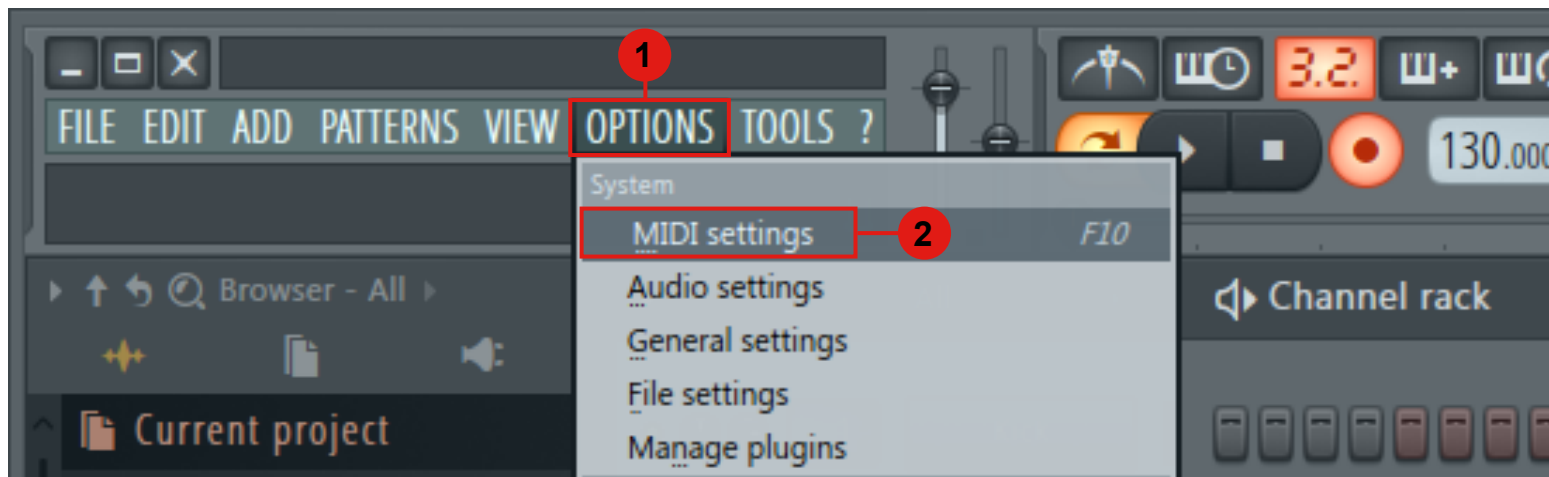 1
3.2.
FILE EDIT ADD PATTERNS VIEW OPTIONS TOOLS ?
130.000
System
MIDI settings F10
2
Browser - All
Channel rack
Audio settings
General settings
File settings
Current project
Manage plugins